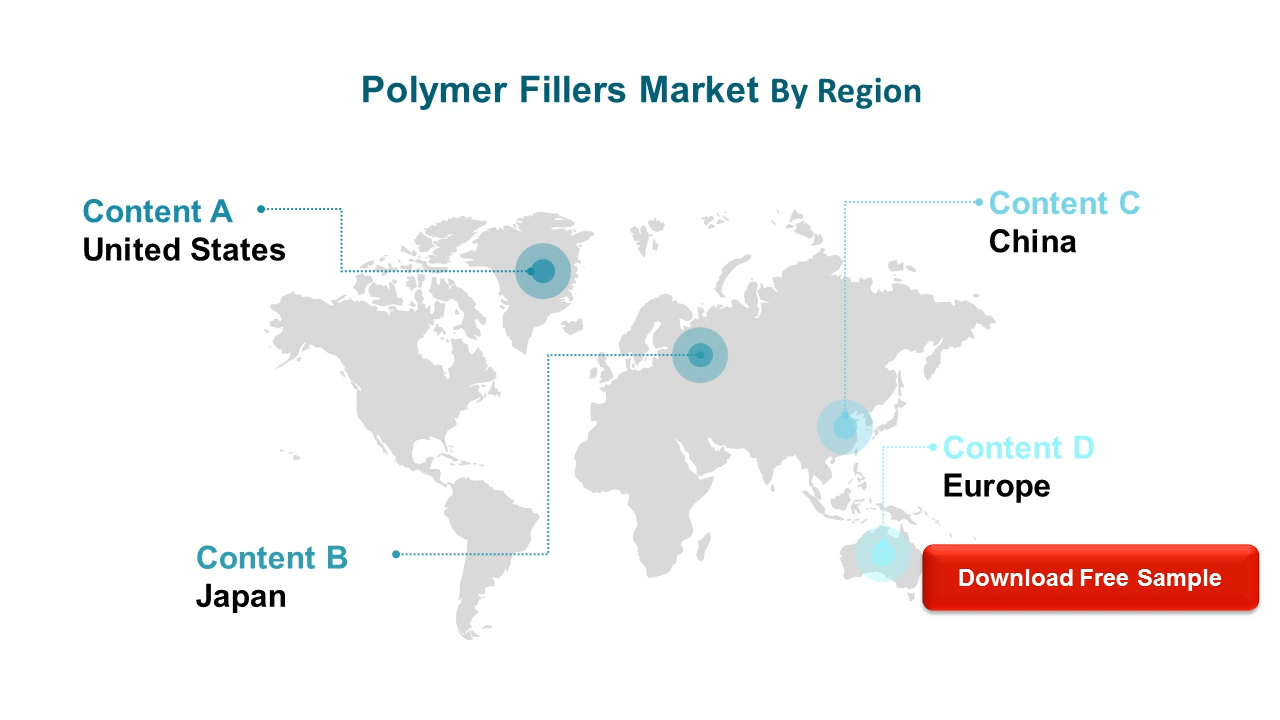 Polymer Fillers Market By Region
Content A
United States
Content C
China
Content D
Europe
Content B
Japan
Download Free Sample